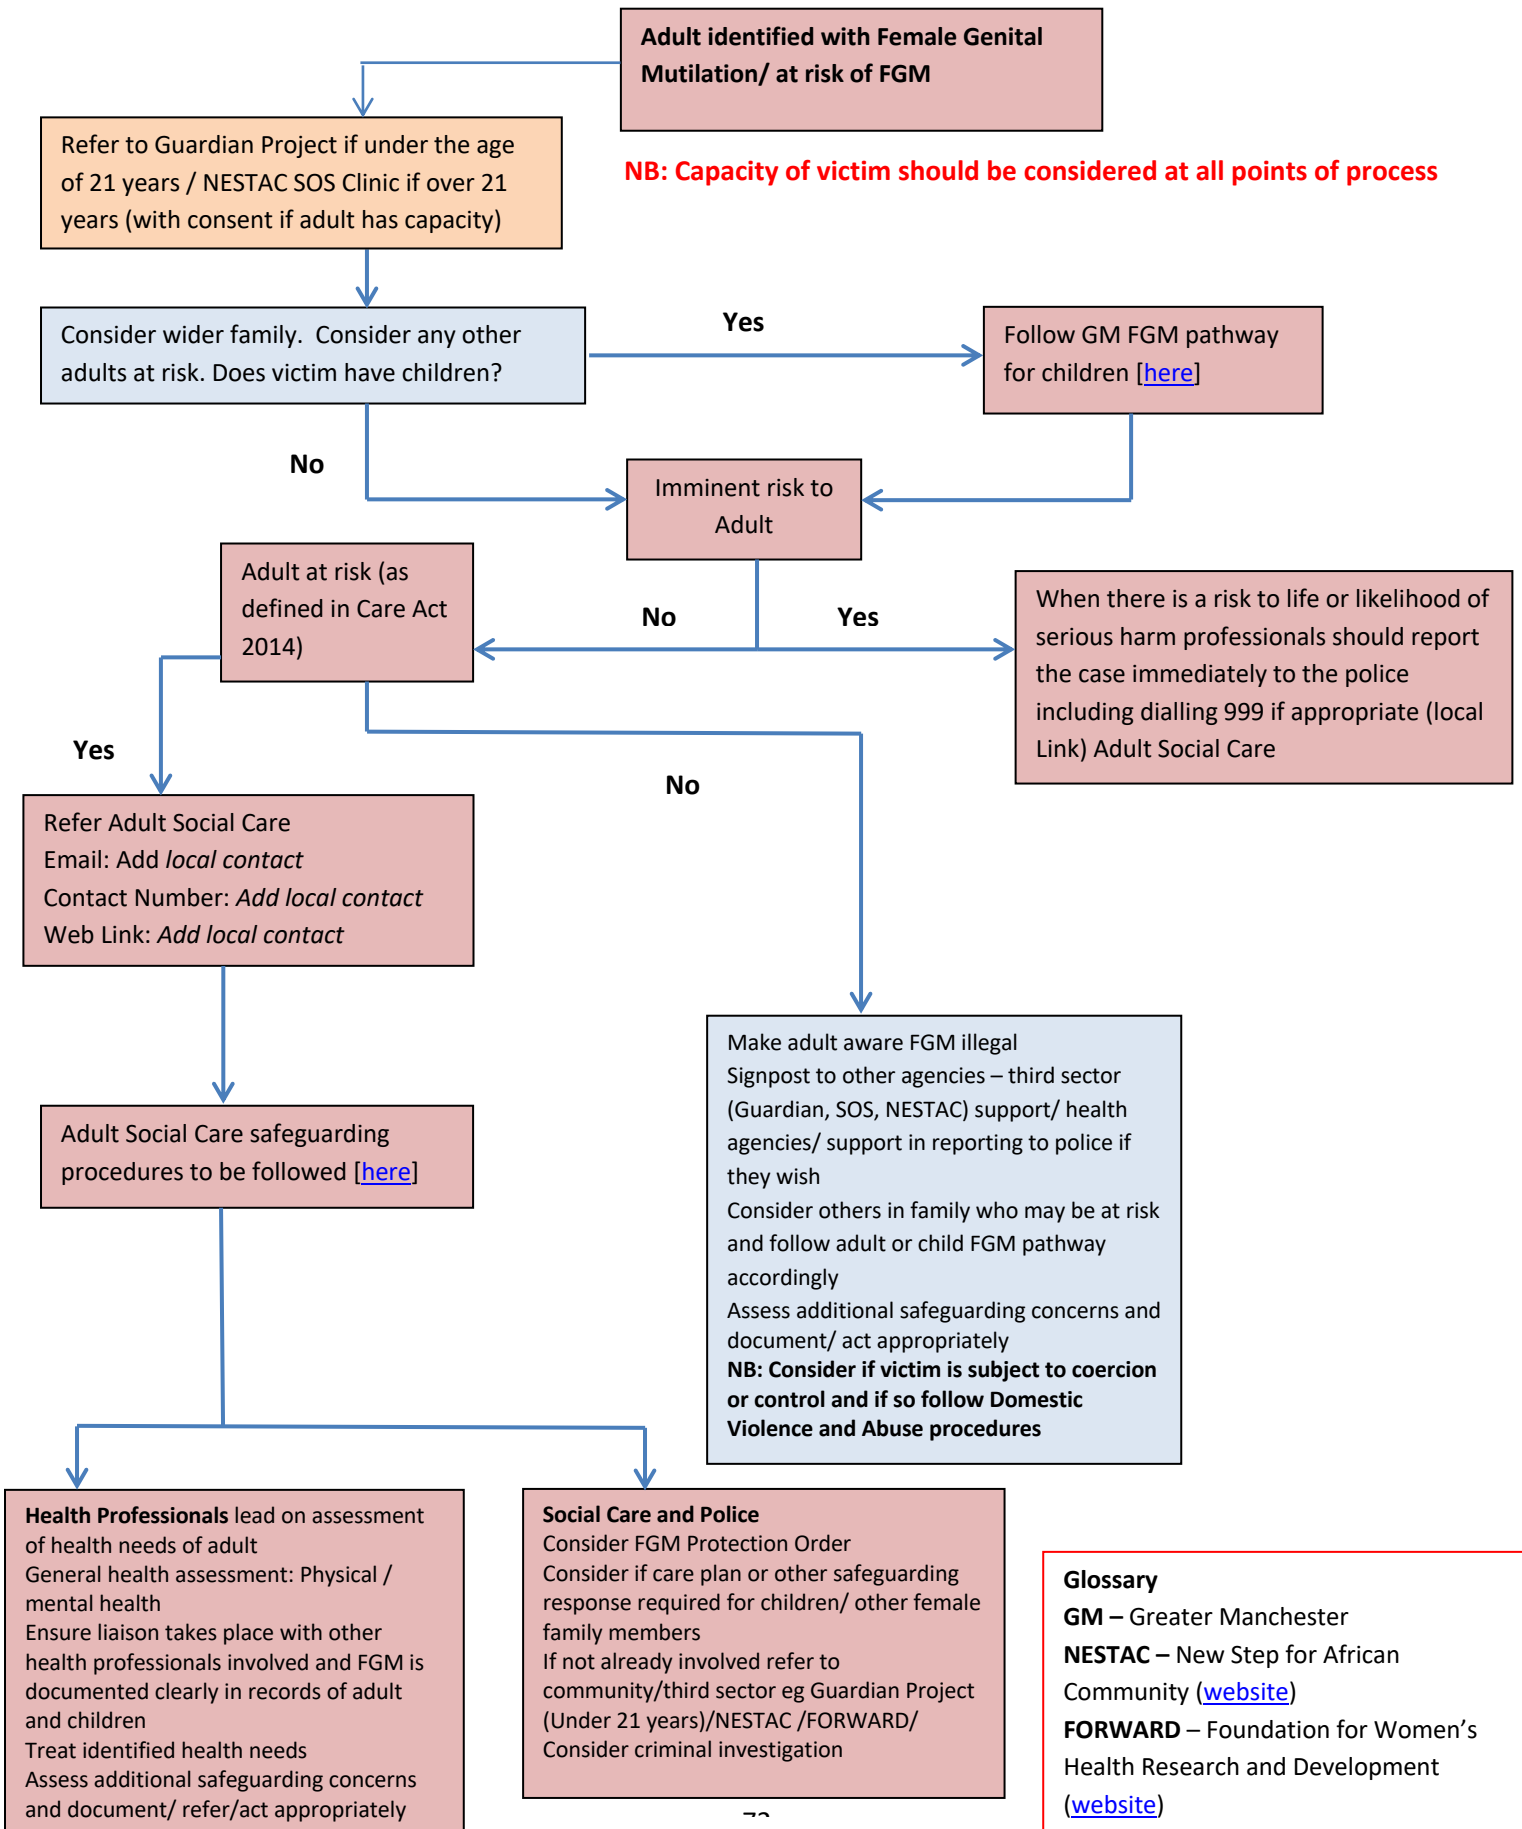 Adult identified with Female Genital
Mutilation/ at risk of FGM
Refer to Guardian Project if under the age
of 21 years / NESTAC SOS Clinic if over 21
years (with consent if adult has capacity)
NB: Capacity of victim should be considered at all points of process
Consider wider family.  Consider any other
adults at risk. Does victim have children?
Yes
Follow GM FGM pathway
for children [here]
No
Imminent risk to
Adult
Adult at risk (as
defined in Care Act
2014)
No
Yes
When there is a risk to life or likelihood of
serious harm professionals should report
the case immediately to the police
including dialling 999 if appropriate (local
Link) Adult Social Care
Yes
No
Refer Adult Social Care
Email: Add local contact
Contact Number: Add local contact
Web Link: Add local contact
Make adult aware FGM illegal
Signpost to other agencies – third sector
(Guardian, SOS, NESTAC) support/ health
agencies/ support in reporting to police if
they wish
Consider others in family who may be at risk
and follow adult or child FGM pathway
accordingly
Assess additional safeguarding concerns and
document/ act appropriately
NB: Consider if victim is subject to coercion
or control and if so follow Domestic
Violence and Abuse procedures
Adult Social Care safeguarding
procedures to be followed [here]
Health Professionals lead on assessment
of health needs of adult
General health assessment: Physical /
mental health
Ensure liaison takes place with other
health professionals involved and FGM is
documented clearly in records of adult
and children
Treat identified health needs
Assess additional safeguarding concerns
and document/ refer/act appropriately
Social Care and Police
Consider FGM Protection Order
Consider if care plan or other safeguarding
response required for children/ other female
family members
If not already involved refer to
community/third sector eg Guardian Project
(Under 21 years)/NESTAC /FORWARD/
Consider criminal investigation
Glossary
GM – Greater Manchester
NESTAC – New Step for African
Community (website)
FORWARD – Foundation for Women's
Health Research and Development
(website)